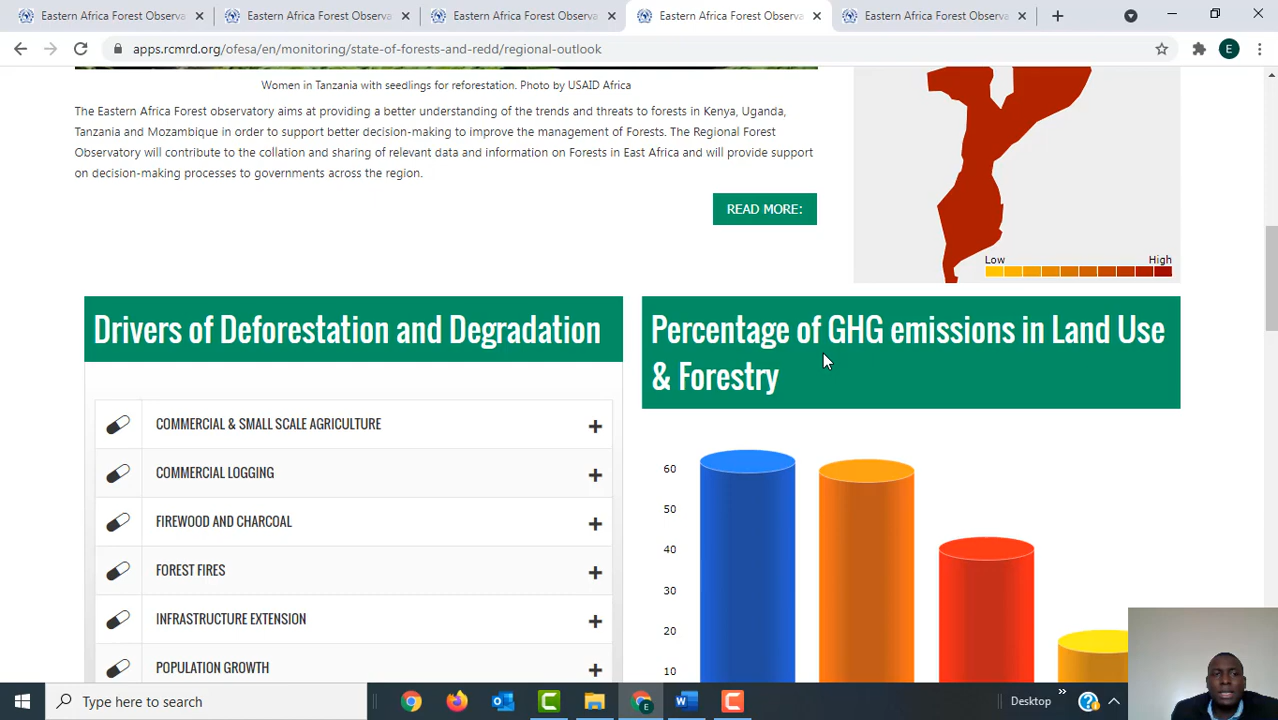 Eastern Africa Forest Observa
Eastern Africa Forest Observa
Eastern Africa Forest Observa
Eastern Africa Forest Observa
Eastern Africa Forest Observa
apps.rcmrd.org/ofesa/en/monitoring/state-of-forests-and-redd/regional-outlook
E
Women in Tanzania with seedlings for reforestation. Photo by USAID Africa
The Eastern Africa Forest observatory aims at providing a better understanding of the trends and threats to forests in Kenya, Uganda,
Tanzania and Mozambique in order to support better decision-making to improve the management of Forests. The Regional Forest
Observatory will contribute to the collation and sharing of relevant data and information on Forests in East Africa and will provide support
on decision-making processes to governments across the region.
READ MORE:
Low High
Drivers of Deforestation and Degradation
COMMERCIAL & SMALL SCALE AGRICULTURE
COMMERCIAL LOGGING
FIREWOOD AND CHARCOAL
FOREST FIRES
INFRASTRUCTURE EXTENSION
POPULATION GROWTH
Percentage of GHG emissions in Land Use
& Forestry
60
50
40
30
20
10
Type here to search
Desktop